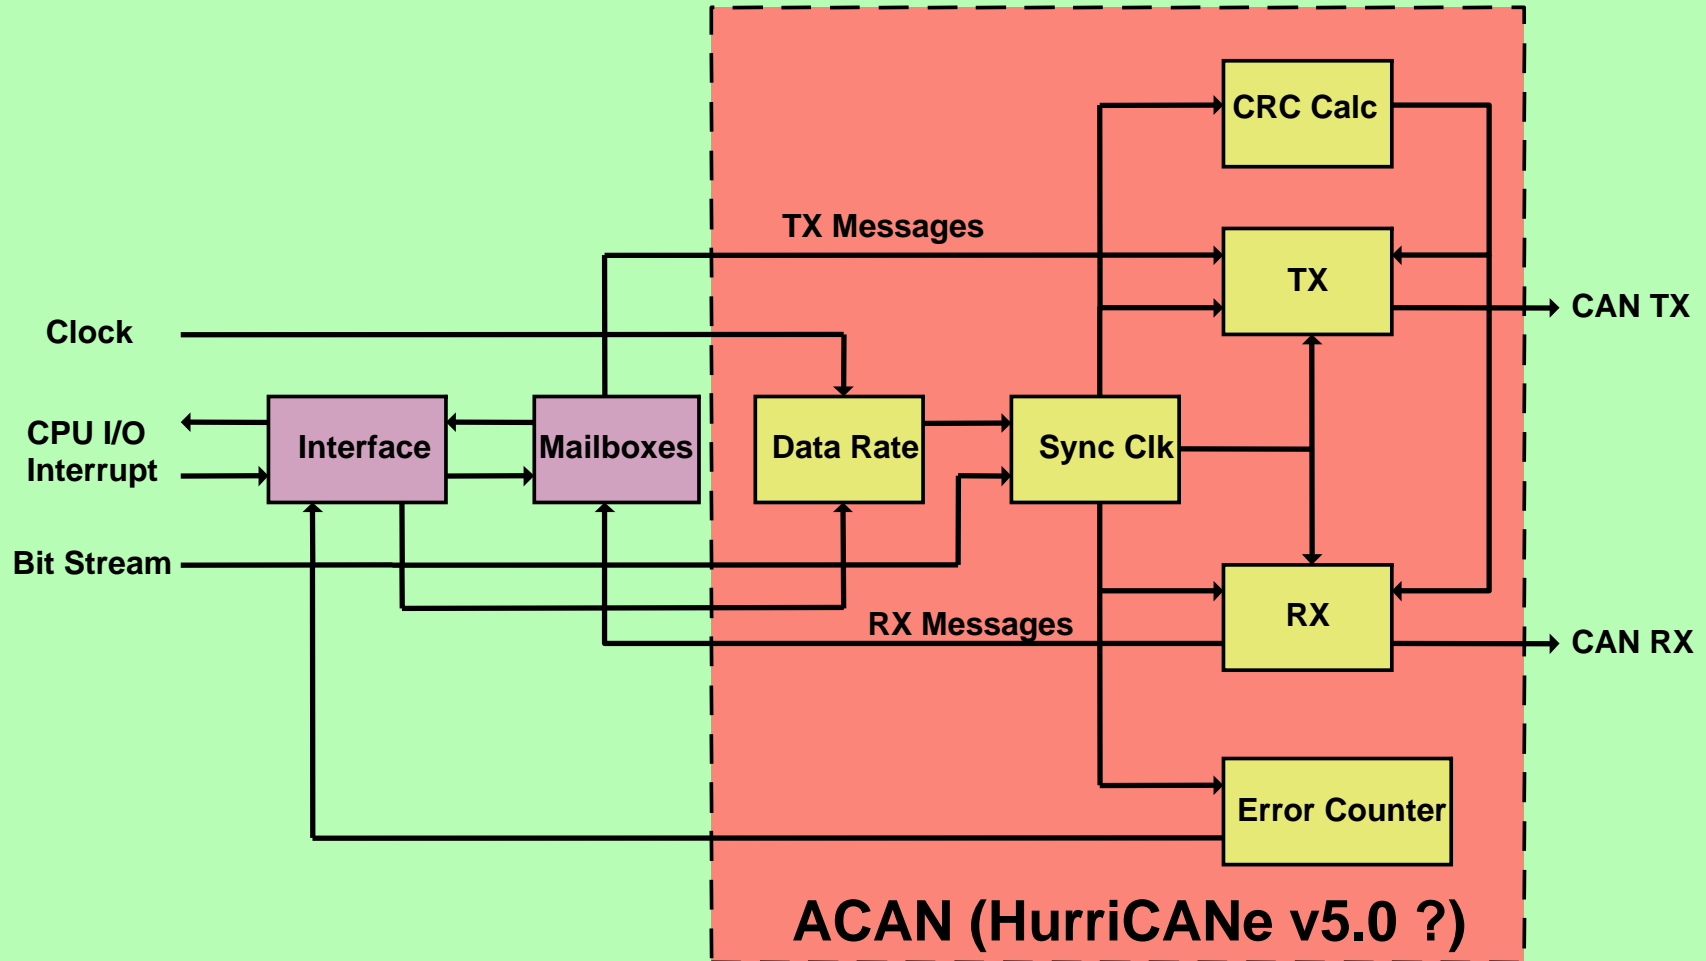 CRC Calc
TX Messages
TX
CAN TX
Clock
CPU I/O
Interrupt
Interface
Mailboxes
Data Rate
Sync Clk
Bit Stream
RX Messages
RX
CAN RX
Error Counter
ACAN (HurriCANe v5.0 ?)